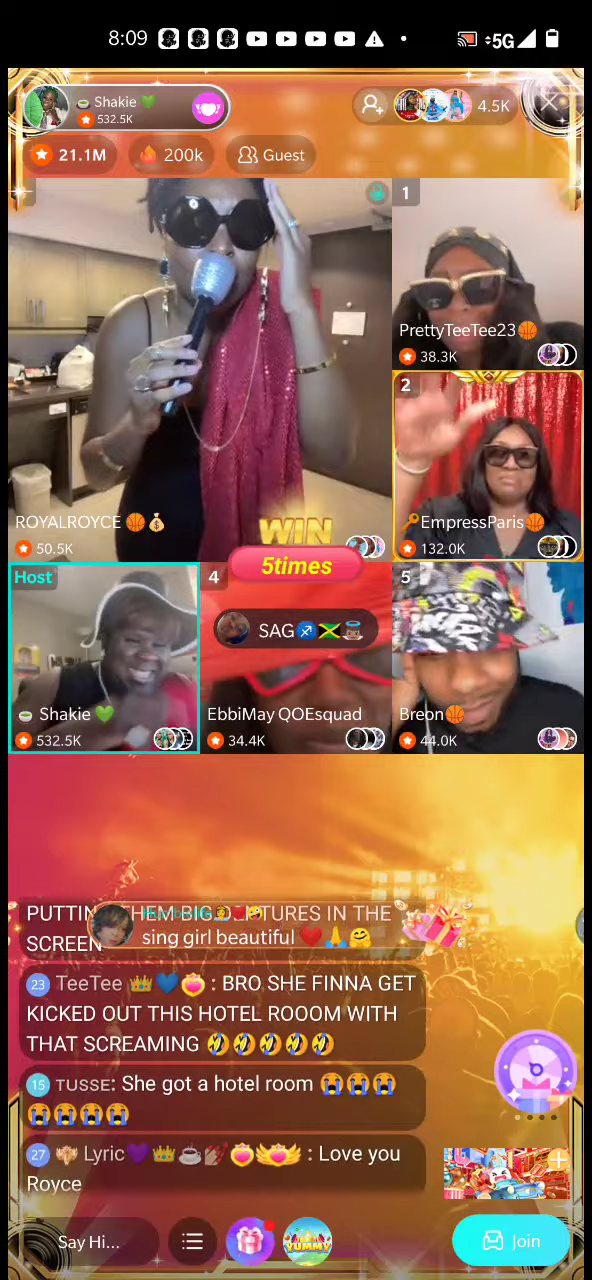 8:09
5G
Shakie
532.5K
4.5K
21.1M
200k
Guest
1
PrettyTeeTee23
38.3K
2
EmpressParis
132.0K
ROYALROYCE
50.5K
WIN
5times
Host
4
5
SAG
Shakie
532.5K
EbbiMay QOEsquad
34.4K
Breon
44.0K
PUTTIN THEM BIG TURES IN THE
SCREEN
sing girl beautiful
23 TeeTee : BRO SHE FINNA GET
KICKED OUT THIS HOTEL ROOOM WITH
THAT SCREAMING
15 TUSSE: She got a hotel room
27 Lyric : Love you
Royce
Say Hi...
YUMMY
Join